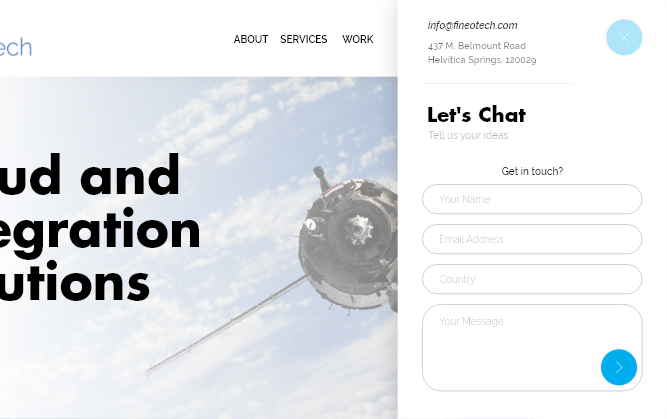 ech
ABOUT SERVICES WORK
ud and
egration
utions
info@fineotech.com
437 M, Belmount Road
Helvitica Springs, 120029
Let's Chat
Tell us your ideas
Get in touch?
Your Name
Email Address
Country
Your Message